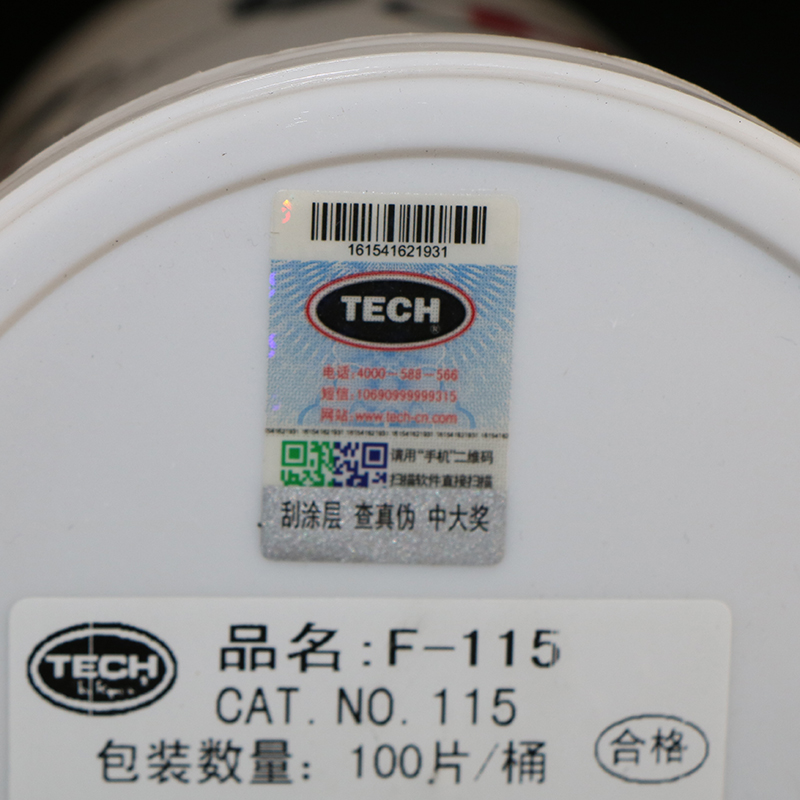 161541621931
TECH
®
电话:4000-588-566
短信:10690999999315
网站:www.tech-cn.com
请用"手机"二维码
扫描软件直接扫描
刮涂层 查真伪 中大奖
TECH
品名:F-115
CAT.NO.115
包装数量: 100片/桶
合格